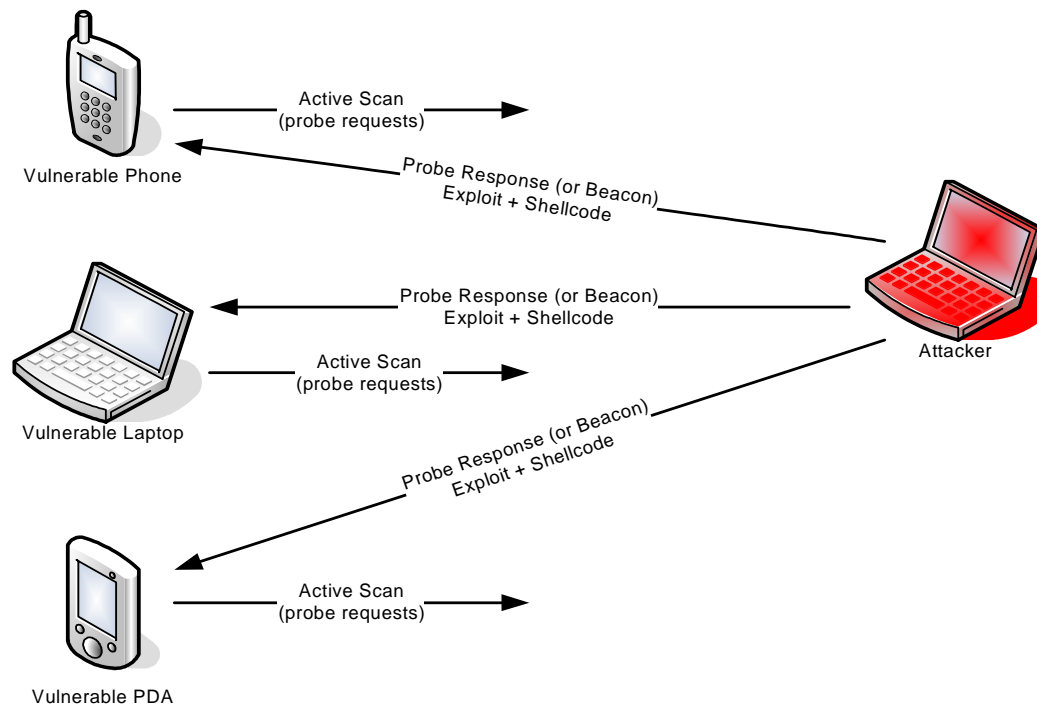 Active Scan
(probe requests)
Vulnerable Phone
Probe Response (or Beacon)
Exploit + Shellcode
Probe Response (or Beacon)
Exploit + Shellcode
Attacker
Active Scan
(probe requests)
Vulnerable Laptop
Probe Response (or Beacon)
Exploit + Shellcode
Active Scan
(probe requests)
Vulnerable PDA